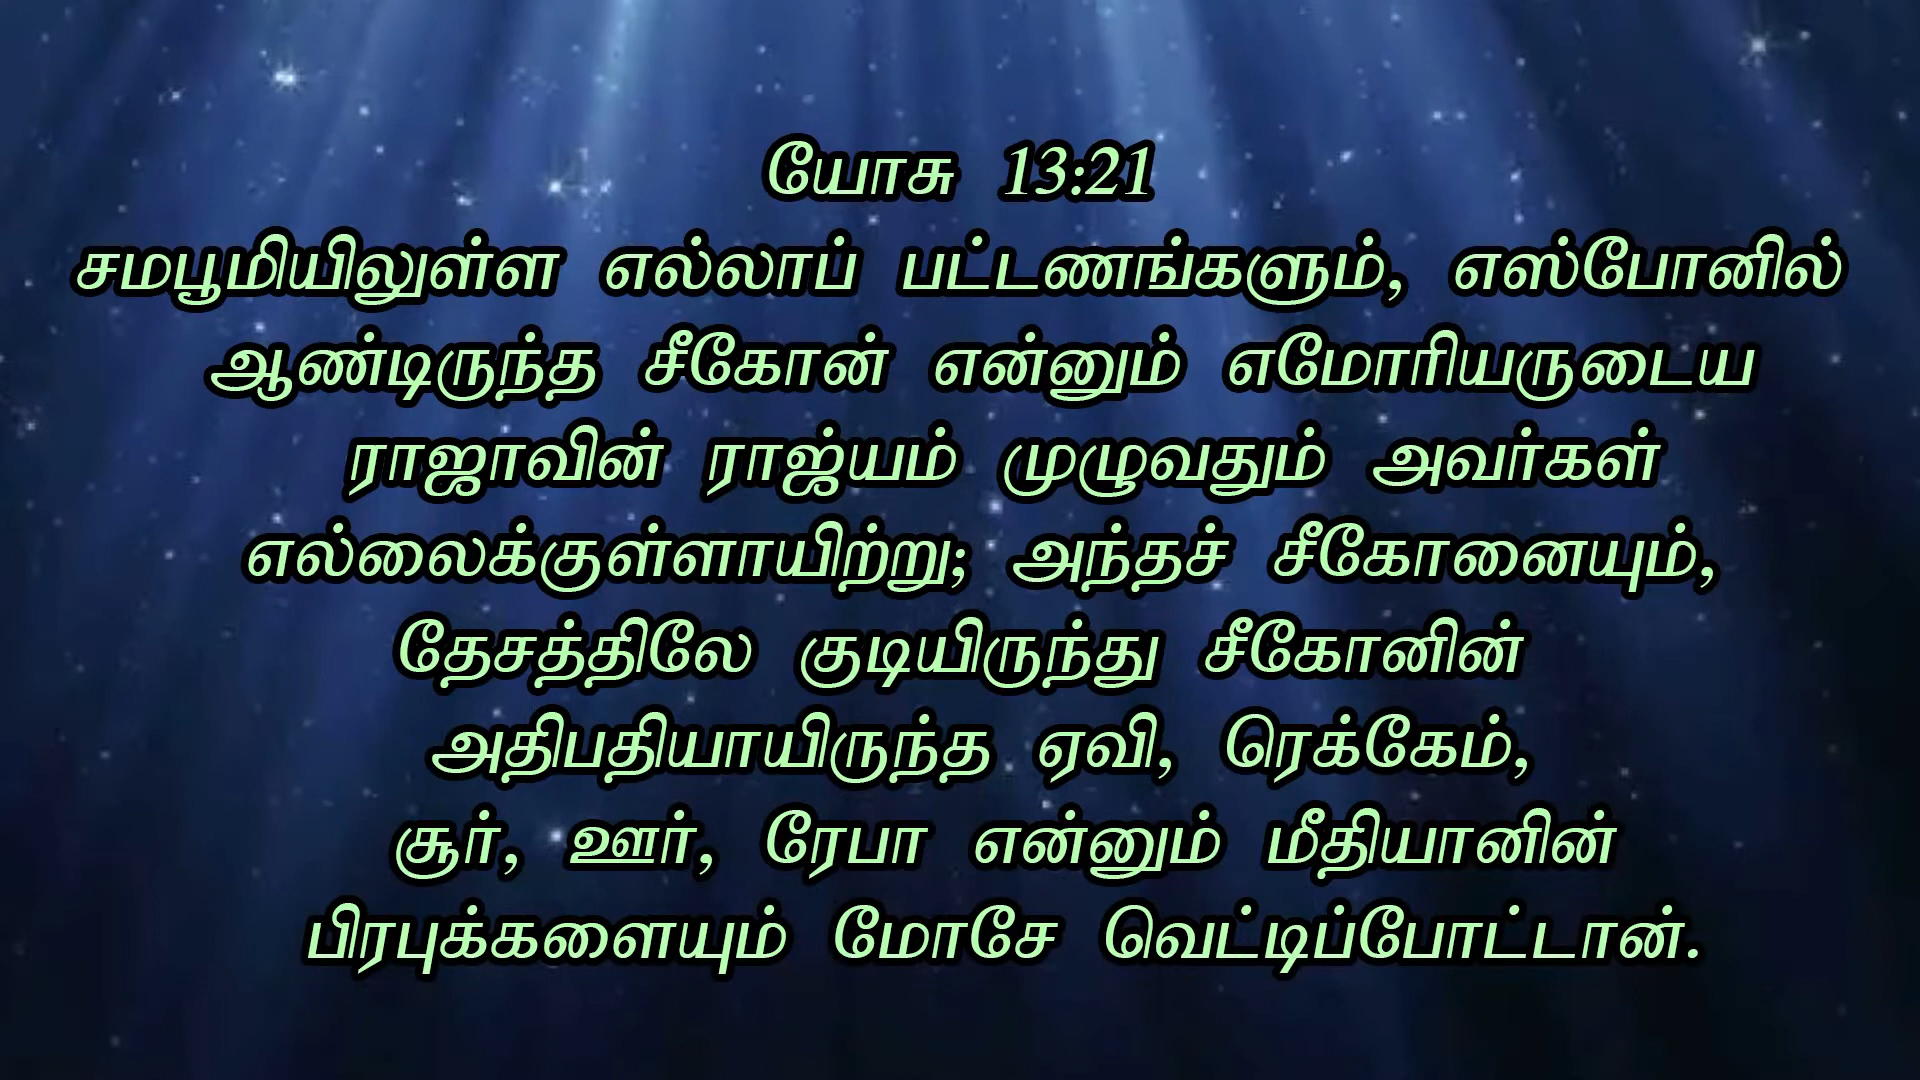 யோசு 13:21
சமபூமியிலுள்ள எல்லாப் பட்டணங்களும், எஸ்போனில்
ஆண்டிருந்த சீகோன் என்னும் எமோரியருடைய
ராஜாவின் ராஜ்யம் முழுவதும் அவர்கள்
எல்லைக்குள்ளாயிற்று; அந்தச் சீகோனையும்,
தேசத்திலே குடியிருந்து சீகோனின்
அதிபதியாயிருந்த ஏவி, ரெக்கேம்,
சூர், ஊர், ரேபா என்னும் மீதியானின்
பிரபுக்களையும் மோசே வெட்டிப்போட்டான்.